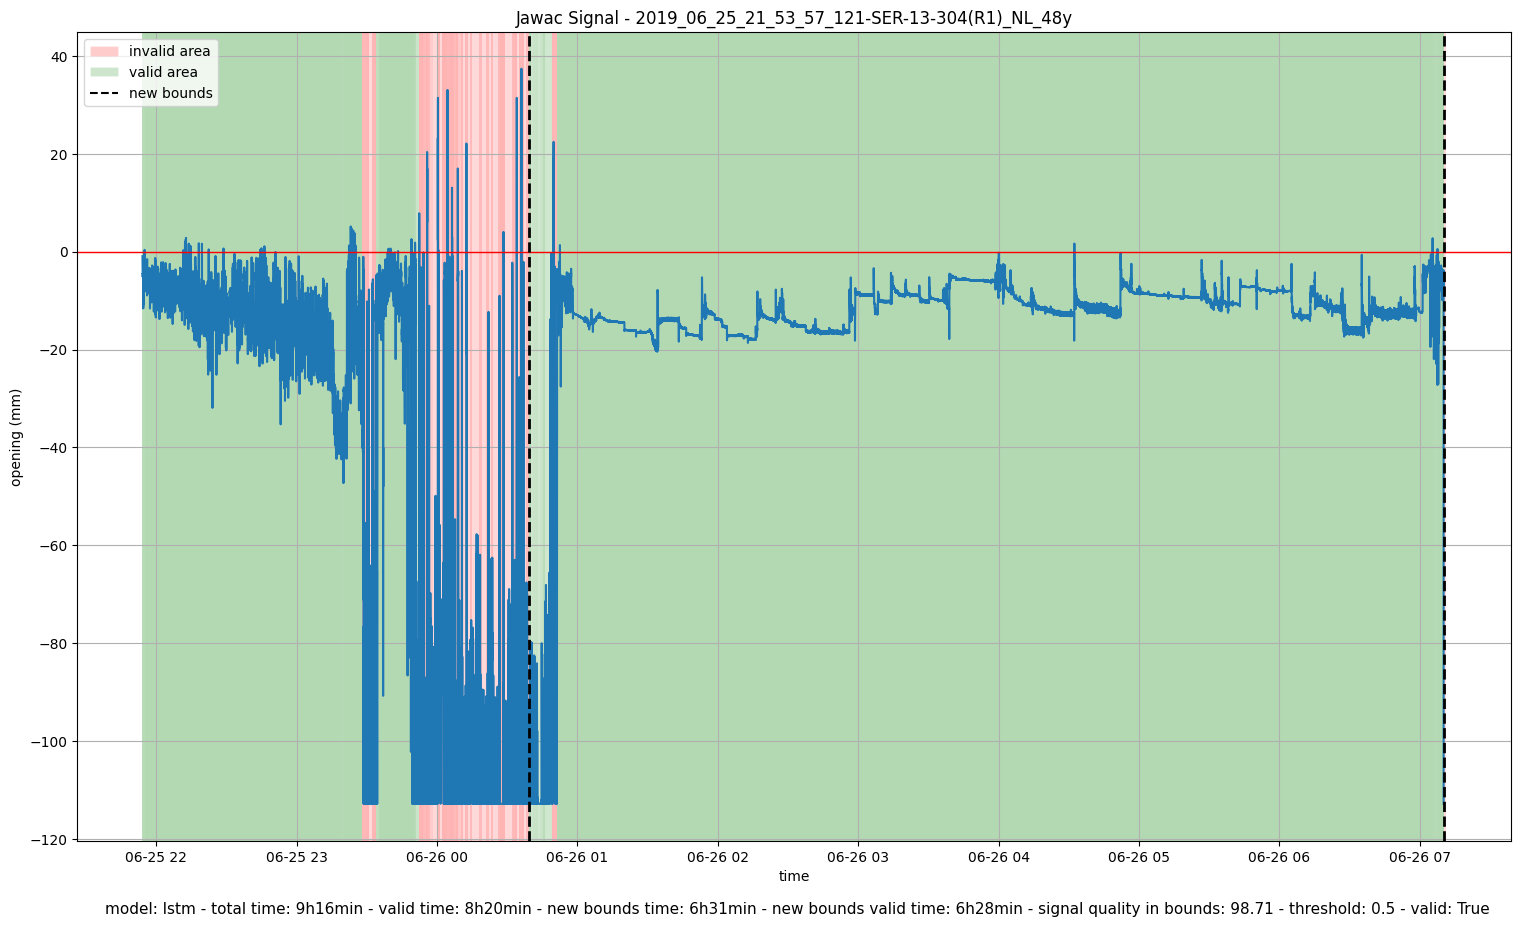 Jawac Signal - 2019_06_25_21_53_57_121-SER-13-304(R1)_NL_48y
invalid area
valid area
new bounds
opening (mm)
40
20
0
−20
−40
−60
−80
−100
−120
06-25 22
06-25 23
06-26 00
06-26 01
06-26 02
06-26 03
06-26 04
06-26 05
06-26 06
06-26 07
time
model: lstm - total time: 9h16min - valid time: 8h20min - new bounds time: 6h31min - new bounds valid time: 6h28min - signal quality in bounds: 98.71 - threshold: 0.5 - valid: True